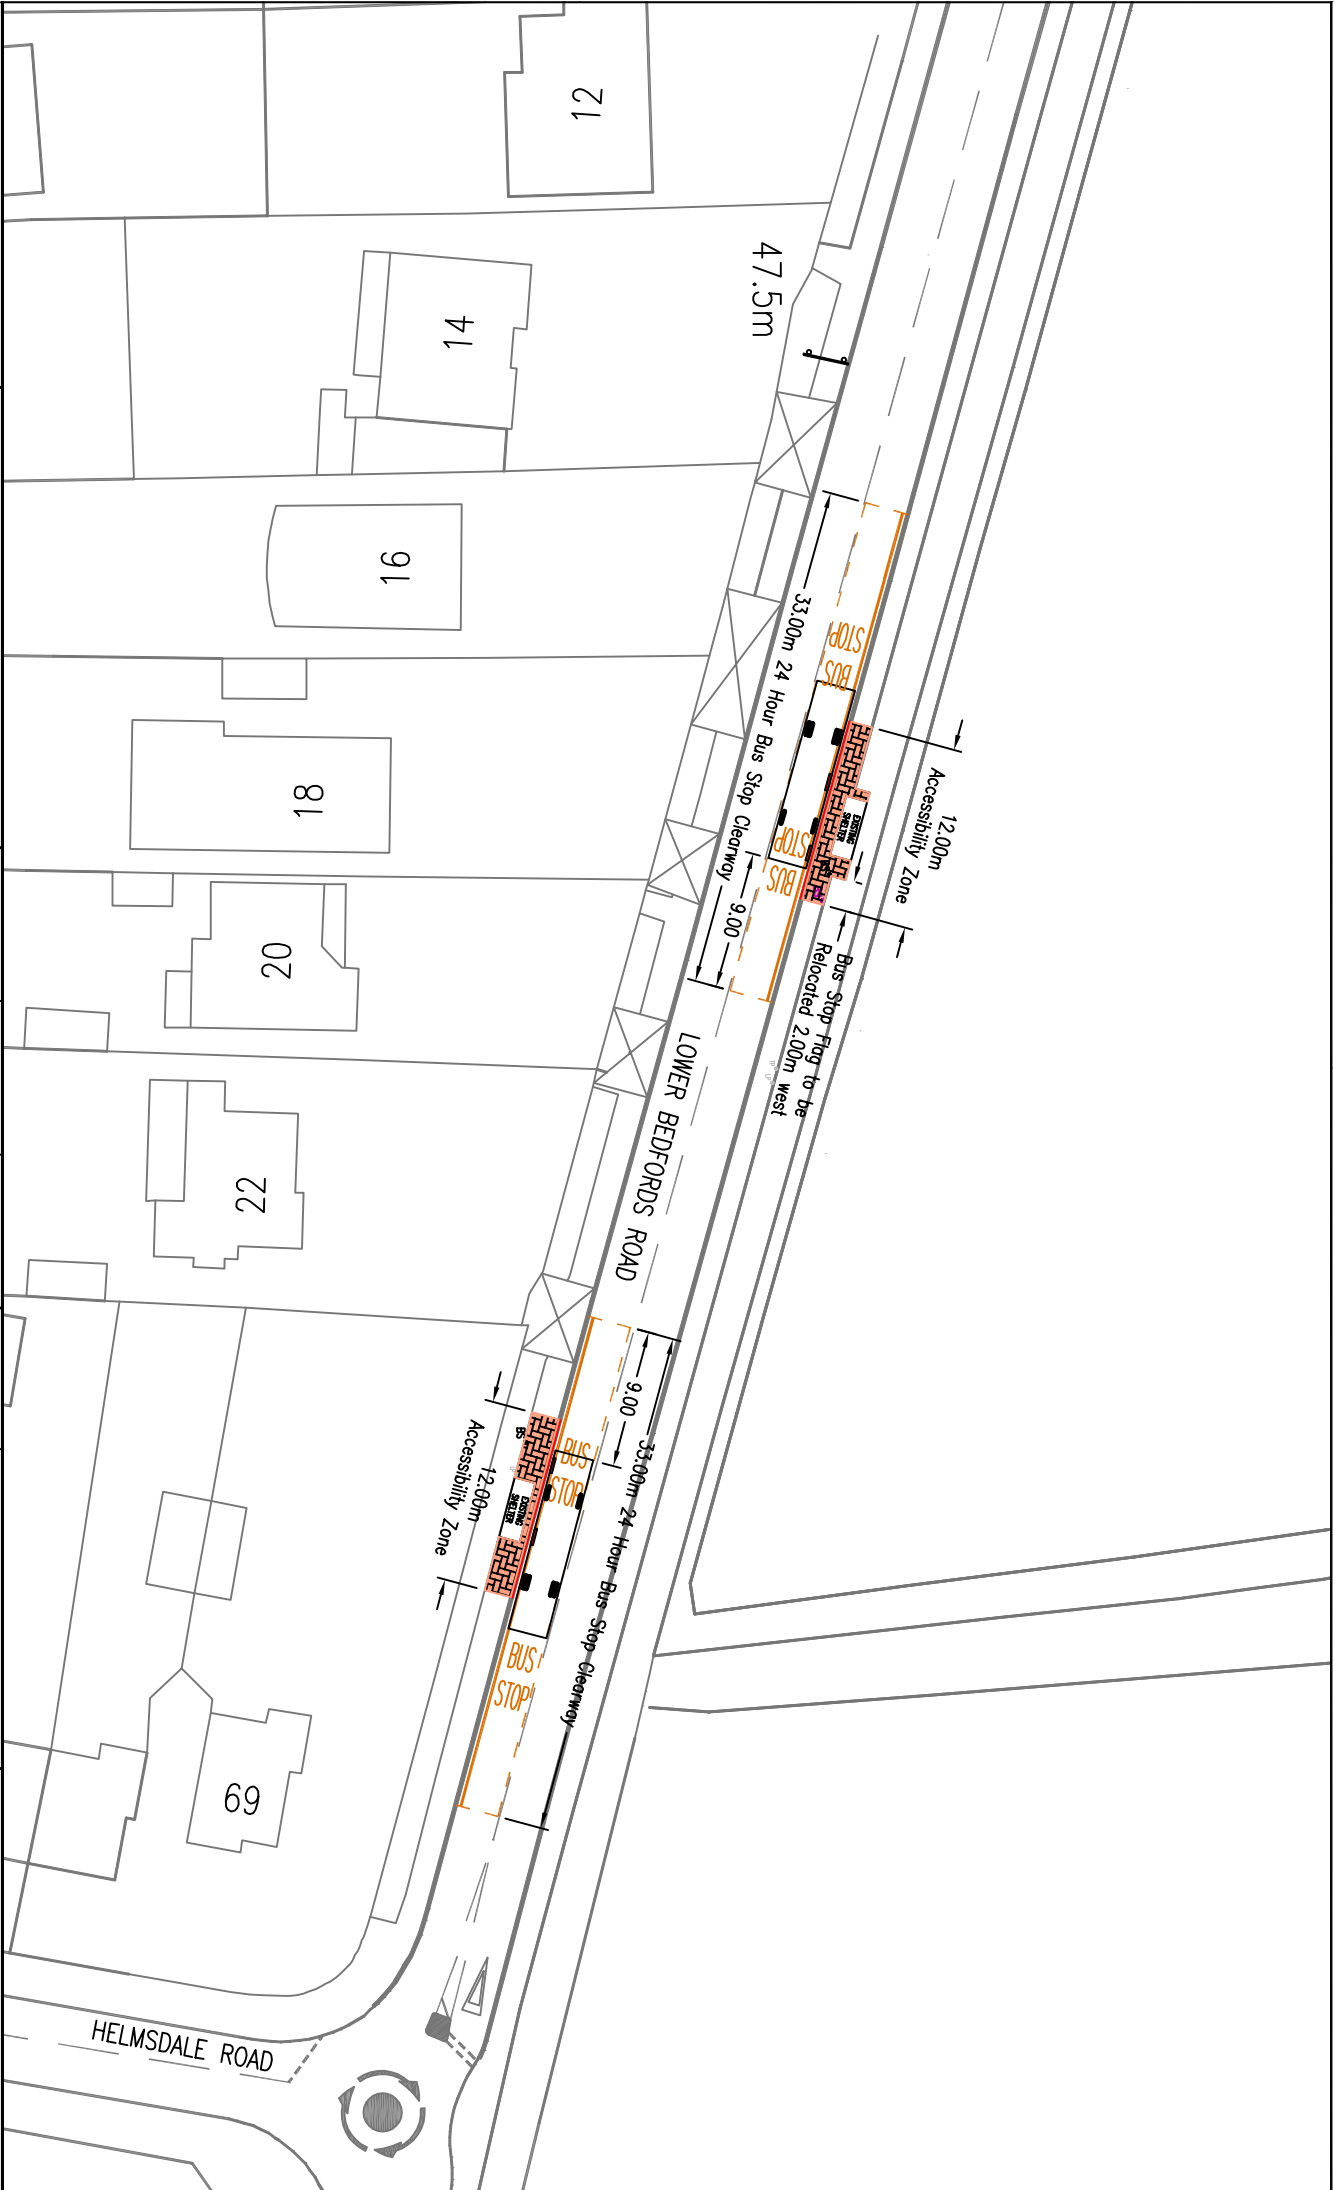 12
47.5m
14
16
18
20
22
69
33.00m 24 Hour Bus Stop Clearway
9.00
BUS
STOP
BUS
STOP
EXISTING
SHELTER
12.00m
Accessibility Zone
Bus Stop Flag to be
Relocated 2.00m west
LOWER BEDFORDS ROAD
33.00m 24 Hour Bus Stop Clearway
9.00
BUS
STOP
BUS
STOP
BS
EXISTING
SHELTER
12.00m
Accessibility Zone
HELMSDALE ROAD